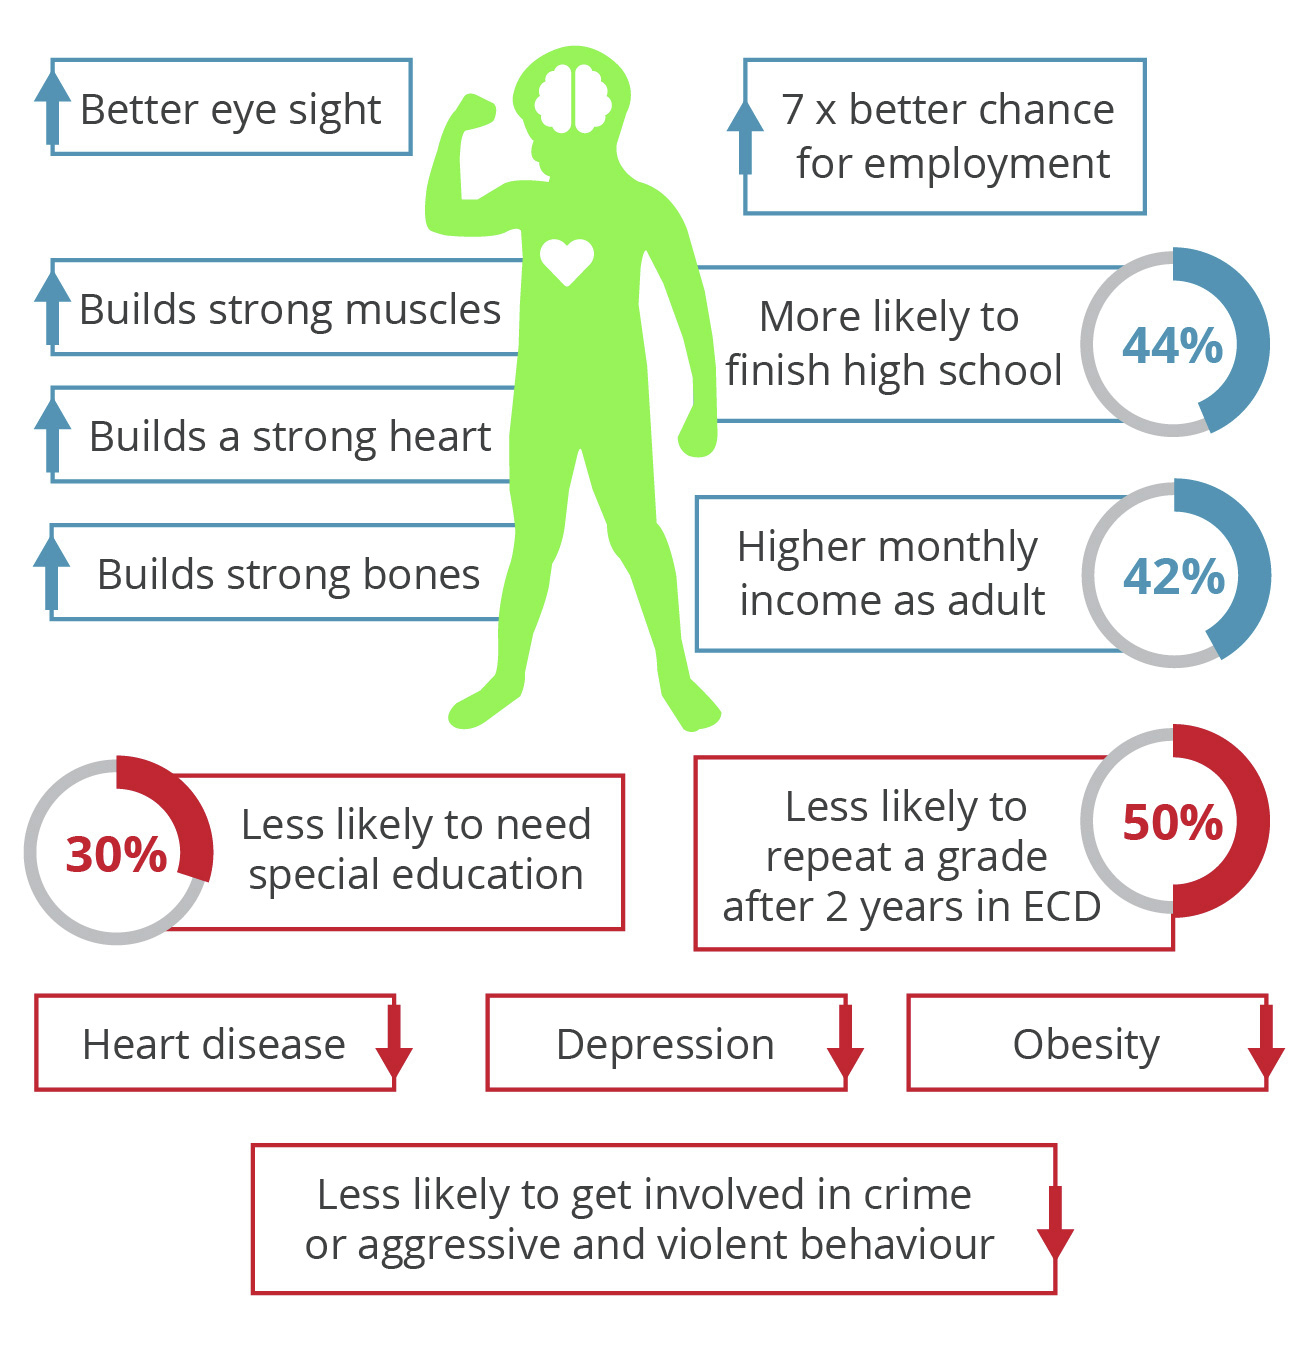 Better eye sight
7 x better chance
for employment
Builds strong muscles
More likely to
finish high school
44%
Builds a strong heart
Higher monthly
income as adult
42%
Builds strong bones
30%
Less likely to need
special education
Less likely to
repeat a grade
after 2 years in ECD
50%
Heart disease
Depression
Obesity
Less likely to get involved in crime
or aggressive and violent behaviour